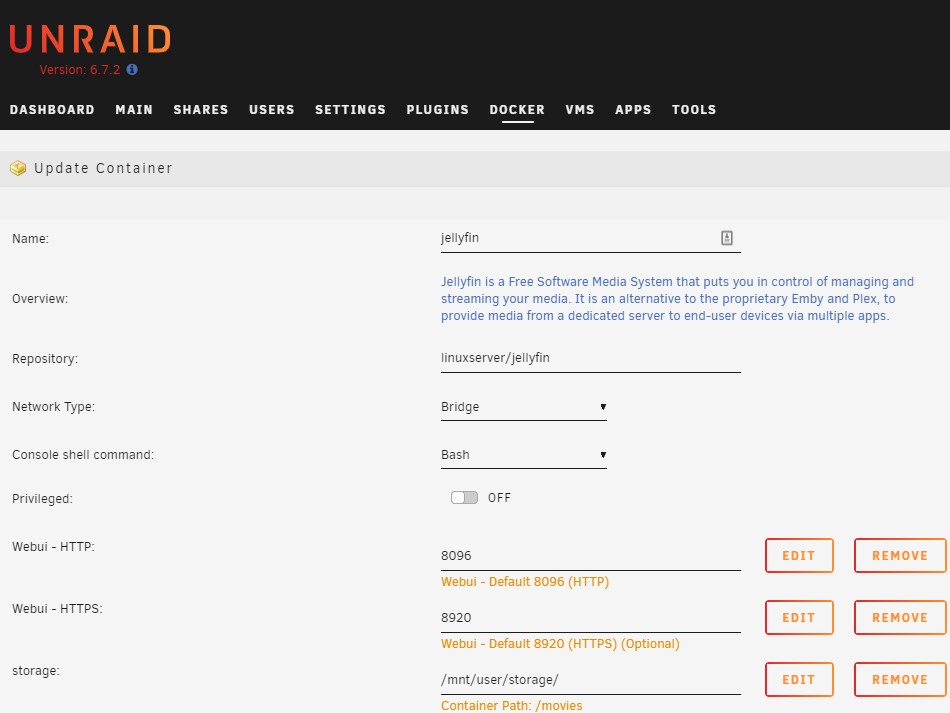 UNRAID
Version: 6.7.2
DASHBOARD MAIN SHARES USERS SETTINGS PLUGINS DOCKER VMS APPS TOOLS
Update Container
Name: jellyfin
Overview: Jellyfin is a Free Software Media System that puts you in control of managing and
streaming your media. It is an alternative to the proprietary Emby and Plex, to
provide media from a dedicated server to end-user devices via multiple apps.
Repository: linuxserver/jellyfin
Network Type: Bridge
Console shell command: Bash
Privileged: OFF
Webui - HTTP: 8096 EDIT REMOVE
Webui - Default 8096 (HTTP)
Webui - HTTPS: 8920 EDIT REMOVE
Webui - Default 8920 (HTTPS) (Optional)
storage: /mnt/user/storage/ EDIT REMOVE
Container Path: /movies